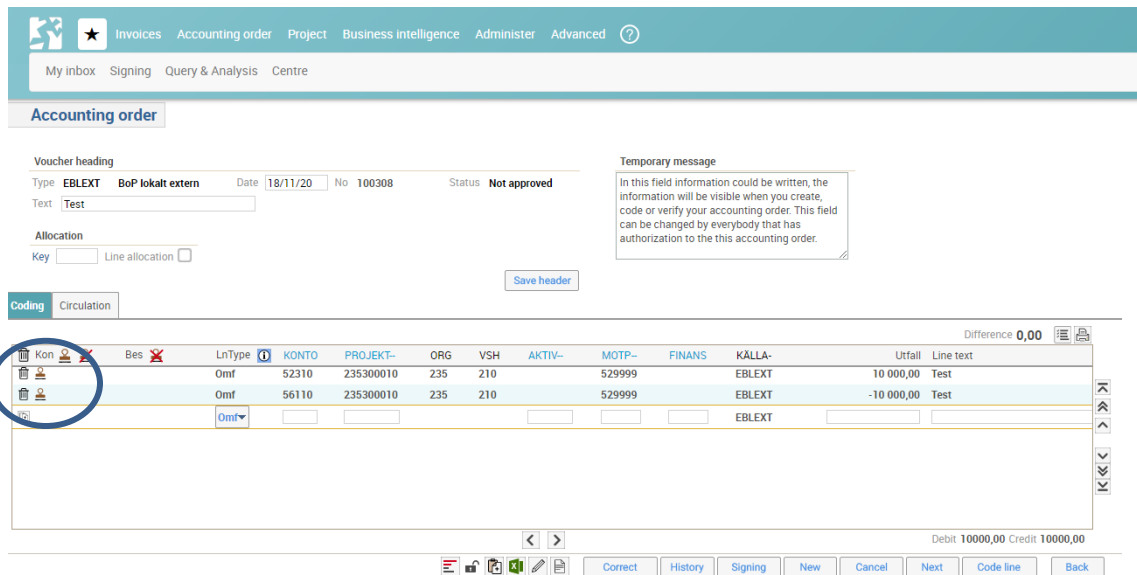 Invoices Accounting order Project Business intelligence Administer Advanced ?
My inbox Signing Query & Analysis Centre
Accounting order
Voucher heading
Type EBLEXT BoP lokalt extern Date 18/11/20 No 100308 Status Not approved
Text Test
Allocation
Key Line allocation
Temporary message
In this field information could be written, the
information will be visible when you create,
code or verify your accounting order. This field
can be changed by everybody that has
authorization to the this accounting order.
Save header
Coding Circulation
Difference 0,00
Kon Bes LnType KONTO PROJEKT-- ORG VSH AKTIV-- MOTP-- FINANS KÄLLA- Utfall Line text
Omf 52310 235300010 235 210 529999 EBLEXT 10 000,00 Test
Omf 56110 235300010 235 210 529999 EBLEXT -10 000,00 Test
Omf EBLEXT
Debit 10000,00 Credit 10000,00
Correct History Signing New Cancel Next Code line Back